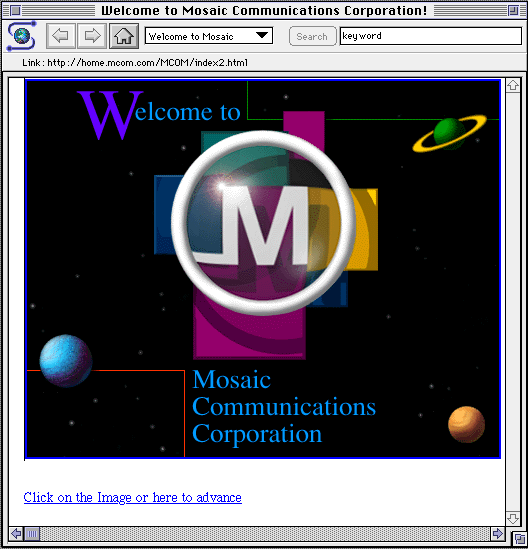 Welcome to Mosaic Communications Corporation!
Welcome to Mosaic
Search
keyword
Link: http://home.mcom.com/MCOM/index2.html
Welcome to
M
Mosaic
Communications
Corporation
Click on the Image or here to advance